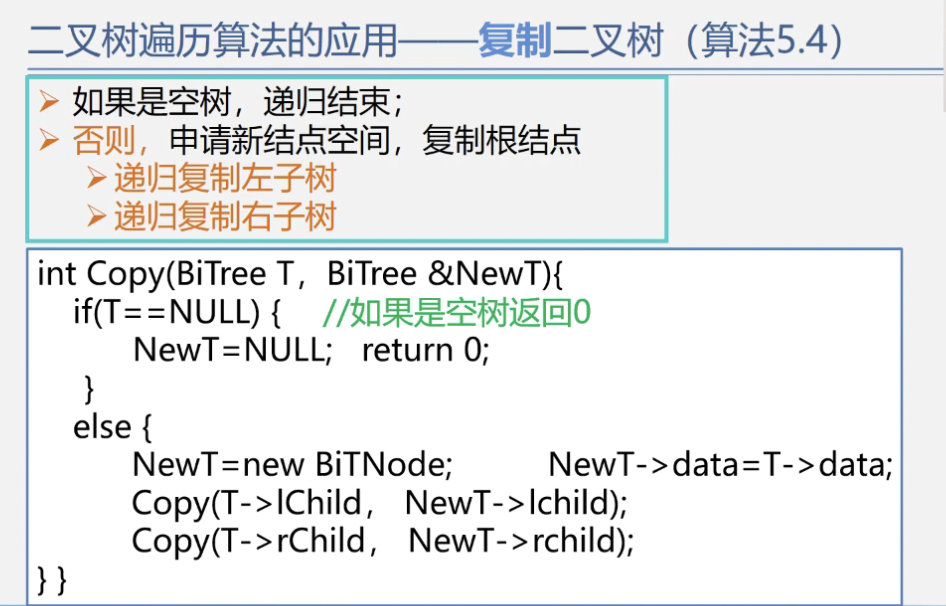 二叉树遍历算法的应用——复制二叉树（算法5.4）
➢ 如果是空树，递归结束；
➢ 否则，申请新结点空间，复制根结点
➢ 递归复制左子树
➢ 递归复制右子树
int Copy(BiTree T，BiTree &NewT){
if(T==NULL) { //如果是空树返回0
NewT=NULL; return 0;
}
else {
NewT=new BiTNode; NewT->data=T->data;
Copy(T->lChild， NewT->lchild);
Copy(T->rChild， NewT->rchild);
} }